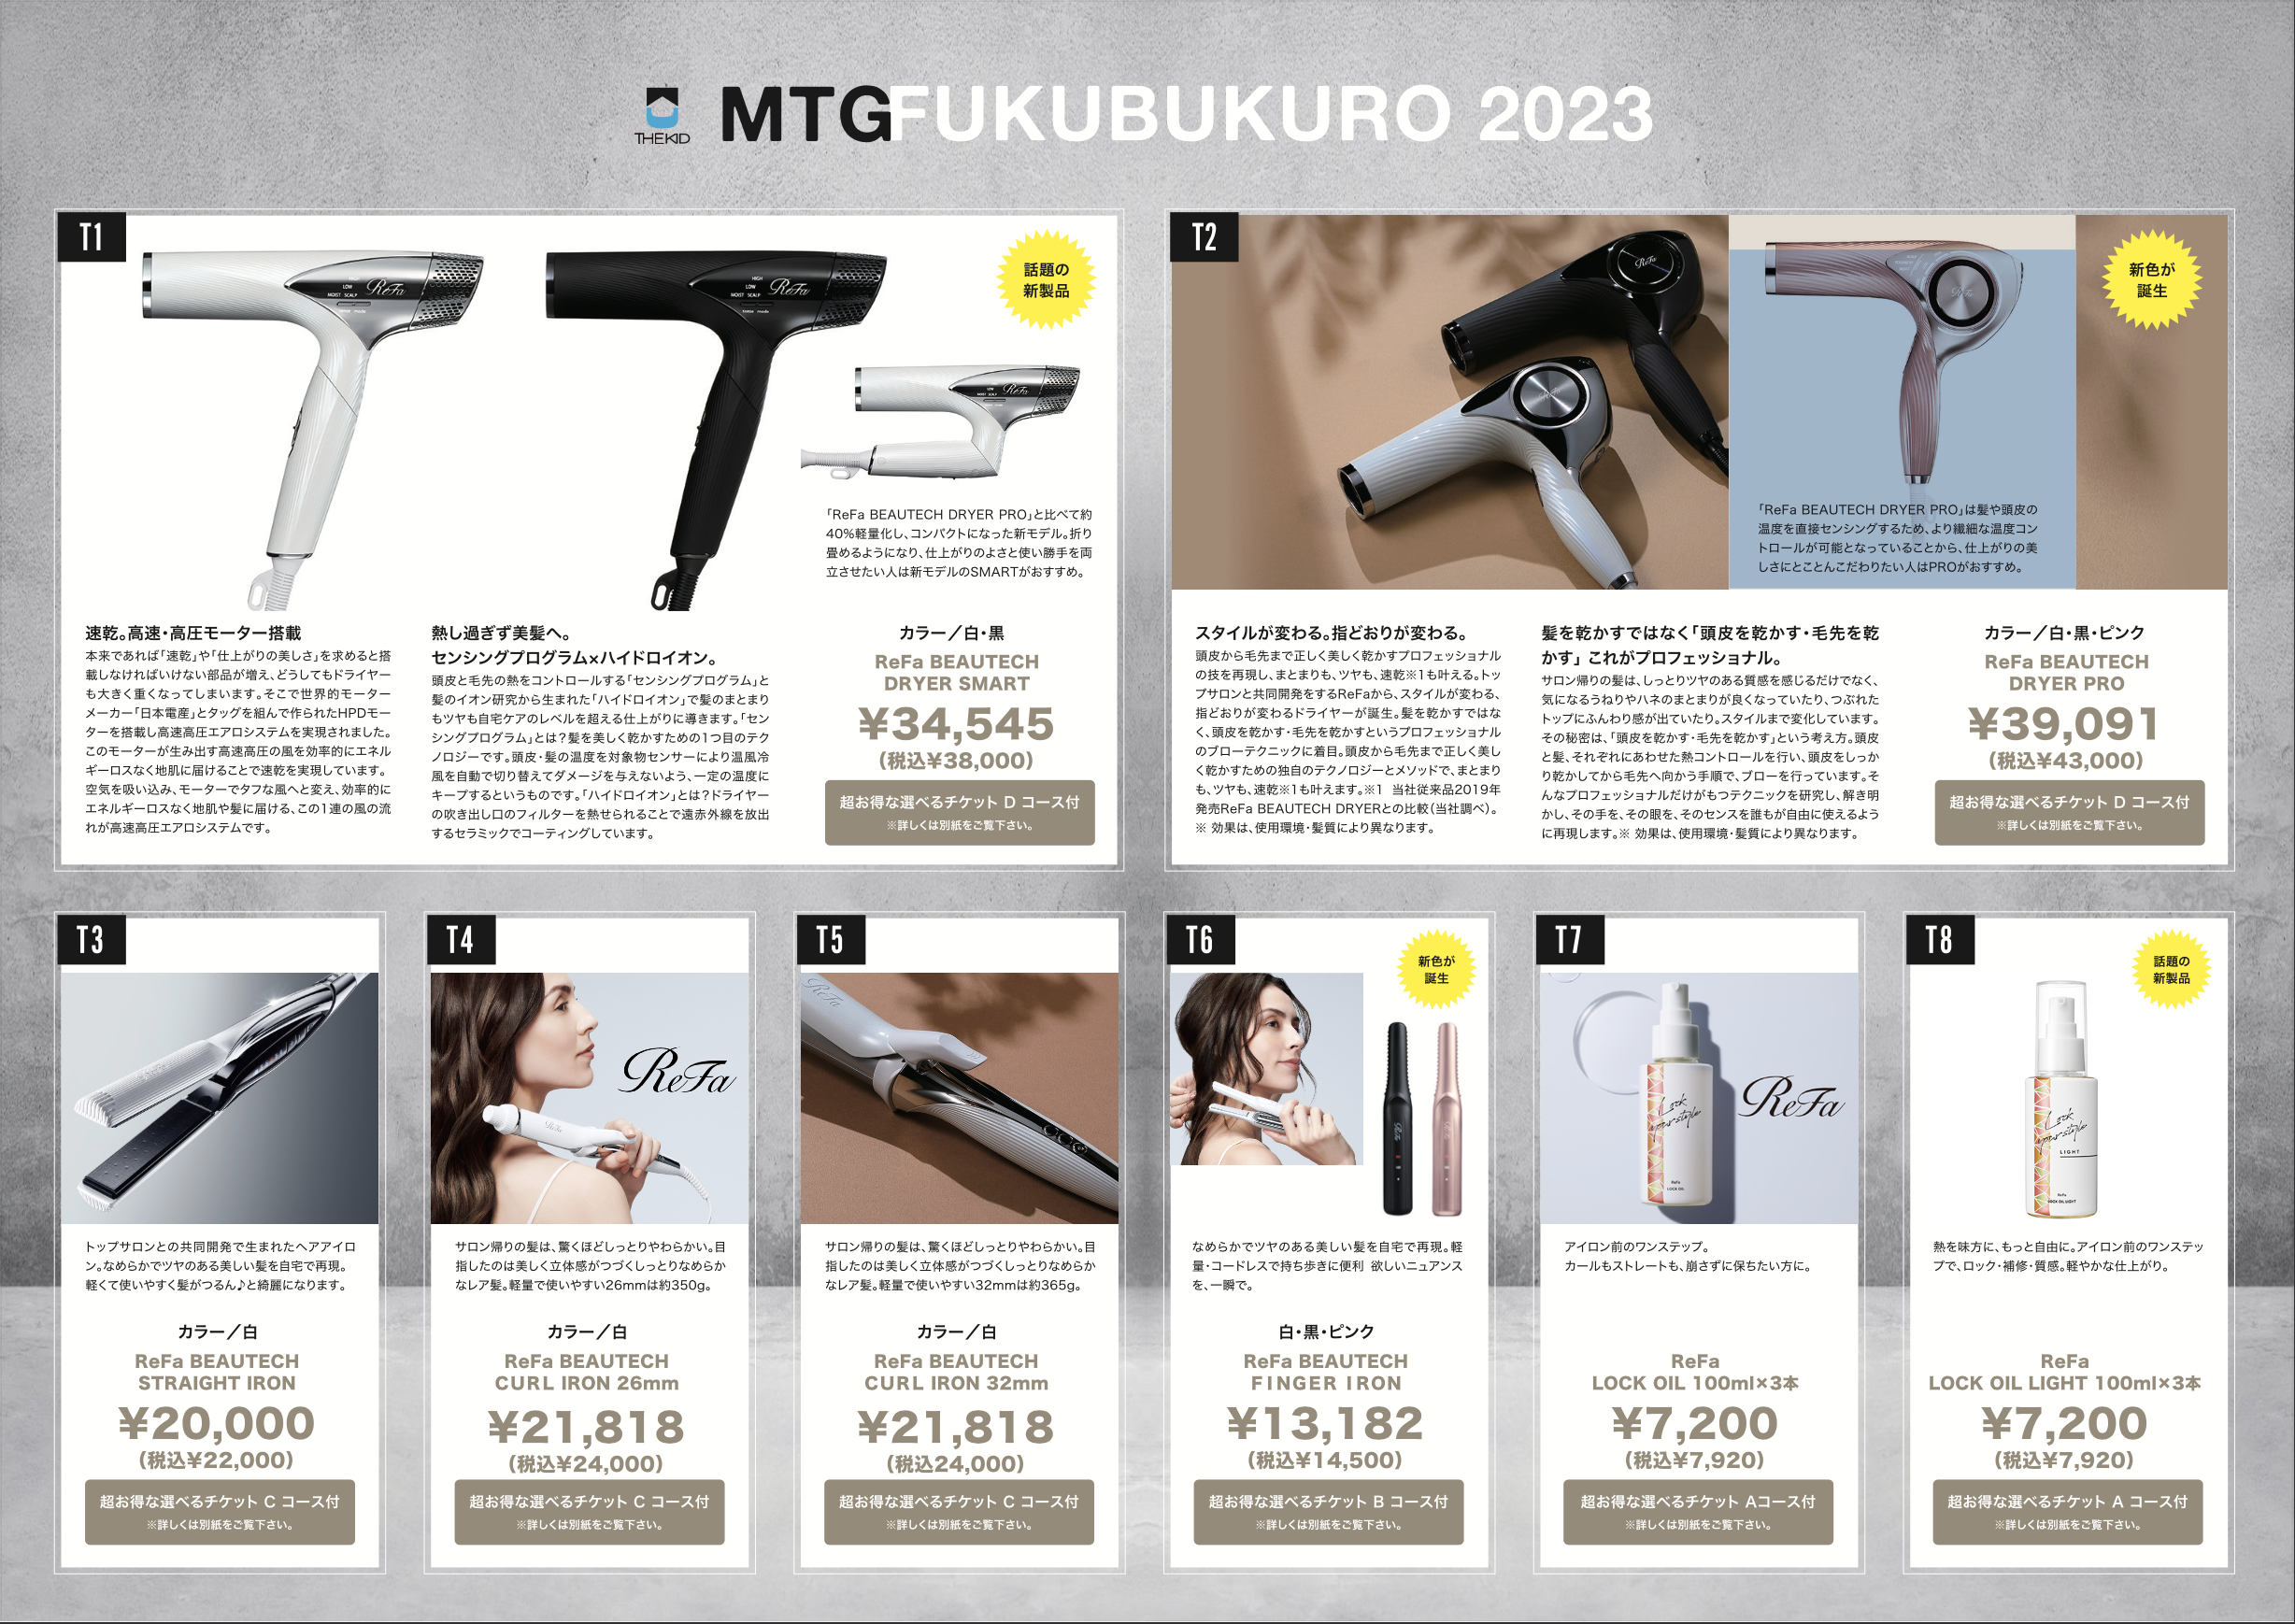 THE KID
MTG FUKUBUKURO 2023
T1
話題の
新製品
HIGH
LOW
MOIST SCALP
ReFa
「ReFa BEAUTECH DRYER PRO」と比べて約
40%軽量化し、コンパクトになった新モデル。折り
畳めるようになり、仕上がりのよさと使い勝手を両
立させたい人は新モデルのSMARTがおすすめ。
速乾。高速・高圧モーター搭載
本来であれば「速乾」や「仕上がりの美しさ」を求めると搭
載しなければいけない部品が増え、どうしてもドライヤー
も大きく重くなってしまいます。そこで世界的モーター
メーカー「日本電産」とタッグを組んで作られたHPDモー
ターを搭載し高速高圧エアロシステムを実現されました。
このモーターが生み出す高速高圧の風を効率的にエネル
ギーロスなく地肌に届けることで速乾を実現しています。
空気を吸い込み、モーターでタフな風へと変え、効率的に
エネルギーロスなく地肌や髪に届ける、この1連の風の流
れが高速高圧エアロシステムです。
熱し過ぎず美髪へ。
センシングプログラム×ハイドロイオン。
頭皮と毛先の熱をコントロールする「センシングプログラム」と
髪のイオン研究から生まれた「ハイドロイオン」で髪のまとまり
もツヤも自宅ケアのレベルを超える仕上がりに導きます。「セン
シングプログラム」とは？髪を美しく乾かすための1つ目のテク
ノロジーです。頭皮・髪の温度を対象物センサーにより温風冷
風を自動で切り替えてダメージを与えないよう、一定の温度に
キープするというものです。「ハイドロイオン」とは？ドライヤー
の吹き出し口のフィルターを熱せられることで遠赤外線を放出
するセラミックでコーティングしています。
カラー／白・黒
ReFa BEAUTECH
DRYER SMART
¥34,545
(税込¥38,000)
超お得な選べるチケット D コース付
※詳しくは別紙をご覧下さい。
T2
新色が
誕生
ReFa
「ReFa BEAUTECH DRYER PRO」は髪や頭皮の
温度を直接センシングするため、より繊細な温度コン
トロールが可能となっていることから、仕上がりの美
しさにとことんこだわりたい人はPROがおすすめ。
スタイルが変わる。指どおりが変わる。
頭皮から毛先まで正しく美しく乾かすプロフェッショナル
の技を再現し、まとまりも、ツヤも、速乾※1も叶える。トッ
プサロンと共同開発をするReFaから、スタイルが変わる、
指どおりが変わるドライヤーが誕生。髪を乾かすではな
く、頭皮を乾かす・毛先を乾かすというプロフェッショナル
のブローテクニックに着目。頭皮から毛先まで正しく美し
く乾かすための独自のテクノロジーとメソッドで、まとまり
も、ツヤも、速乾※1も叶えます。※1 当社従来品2019年
発売ReFa BEAUTECH DRYERとの比較(当社調べ)。
※ 効果は、使用環境・髪質により異なります。
髪を乾かすではなく「頭皮を乾かす・毛先を乾
かす」 これがプロフェッショナル。
サロン帰りの髪は、しっとりツヤのある質感を感じるだけでなく、
気になるうねりやハネのまとまりが良くなっていたり、つぶれた
トップにふんわり感が出ていたり。スタイルまで変化しています。
その秘密は、「頭皮を乾かす・毛先を乾かす」という考え方。頭皮
と髪、それぞれにあわせた熱コントロールを行い、頭皮をしっか
り乾かしてから毛先へ向かう手順で、ブローを行っています。そ
んなプロフェッショナルだけがもつテクニックを研究し、解き明
かし、その手を、その眼を、そのセンスを誰もが自由に使えるよう
に再現します。※ 効果は、使用環境・髪質により異なります。
カラー／白・黒・ピンク
ReFa BEAUTECH
DRYER PRO
¥39,091
(税込¥43,000)
超お得な選べるチケット D コース付
※詳しくは別紙をご覧下さい。
T3
トップサロンとの共同開発で生まれたヘアアイロ
ン。なめらかでツヤのある美しい髪を自宅で再現。
軽くて使いやすく髪がつるん♪と綺麗になります。
カラー／白
ReFa BEAUTECH
STRAIGHT IRON
¥20,000
(税込¥22,000)
超お得な選べるチケット C コース付
※詳しくは別紙をご覧下さい。
T4
ReFa
サロン帰りの髪は、驚くほどしっとりやわらかい。目
指したのは美しく立体感がつづくしっとりなめらか
なレア髪。軽量で使いやすい26mmは約350g。
カラー／白
ReFa BEAUTECH
CURL IRON 26mm
¥21,818
(税込¥24,000)
超お得な選べるチケット C コース付
※詳しくは別紙をご覧下さい。
T5
ReFa
サロン帰りの髪は、驚くほどしっとりやわらかい。目
指したのは美しく立体感がつづくしっとりなめらか
なレア髪。軽量で使いやすい32mmは約365g。
カラー／白
ReFa BEAUTECH
CURL IRON 32mm
¥21,818
(税込24,000)
超お得な選べるチケット C コース付
※詳しくは別紙をご覧下さい。
T6
新色が
誕生
なめらかでツヤのある美しい髪を自宅で再現。軽
量・コードレスで持ち歩きに便利 欲しいニュアンス
を、一瞬で。
白・黒・ピンク
ReFa BEAUTECH
FINGER IRON
¥13,182
(税込¥14,500)
超お得な選べるチケット B コース付
※詳しくは別紙をご覧下さい。
T7
Lock
your style
ReFa
LOCK OIL
ReFa
アイロン前のワンステップ。
カールもストレートも、崩さずに保ちたい方に。
ReFa
LOCK OIL 100ml×3本
¥7,200
(税込¥7,920)
超お得な選べるチケット Aコース付
※詳しくは別紙をご覧下さい。
T8
話題の
新製品
Lock
your style
LIGHT
ReFa
LOCK OIL LIGHT
熱を味方に、もっと自由に。アイロン前のワンステッ
プで、ロック・補修・質感。軽やかな仕上がり。
ReFa
LOCK OIL LIGHT 100ml×3本
¥7,200
(税込¥7,920)
超お得な選べるチケット A コース付
※詳しくは別紙をご覧下さい。